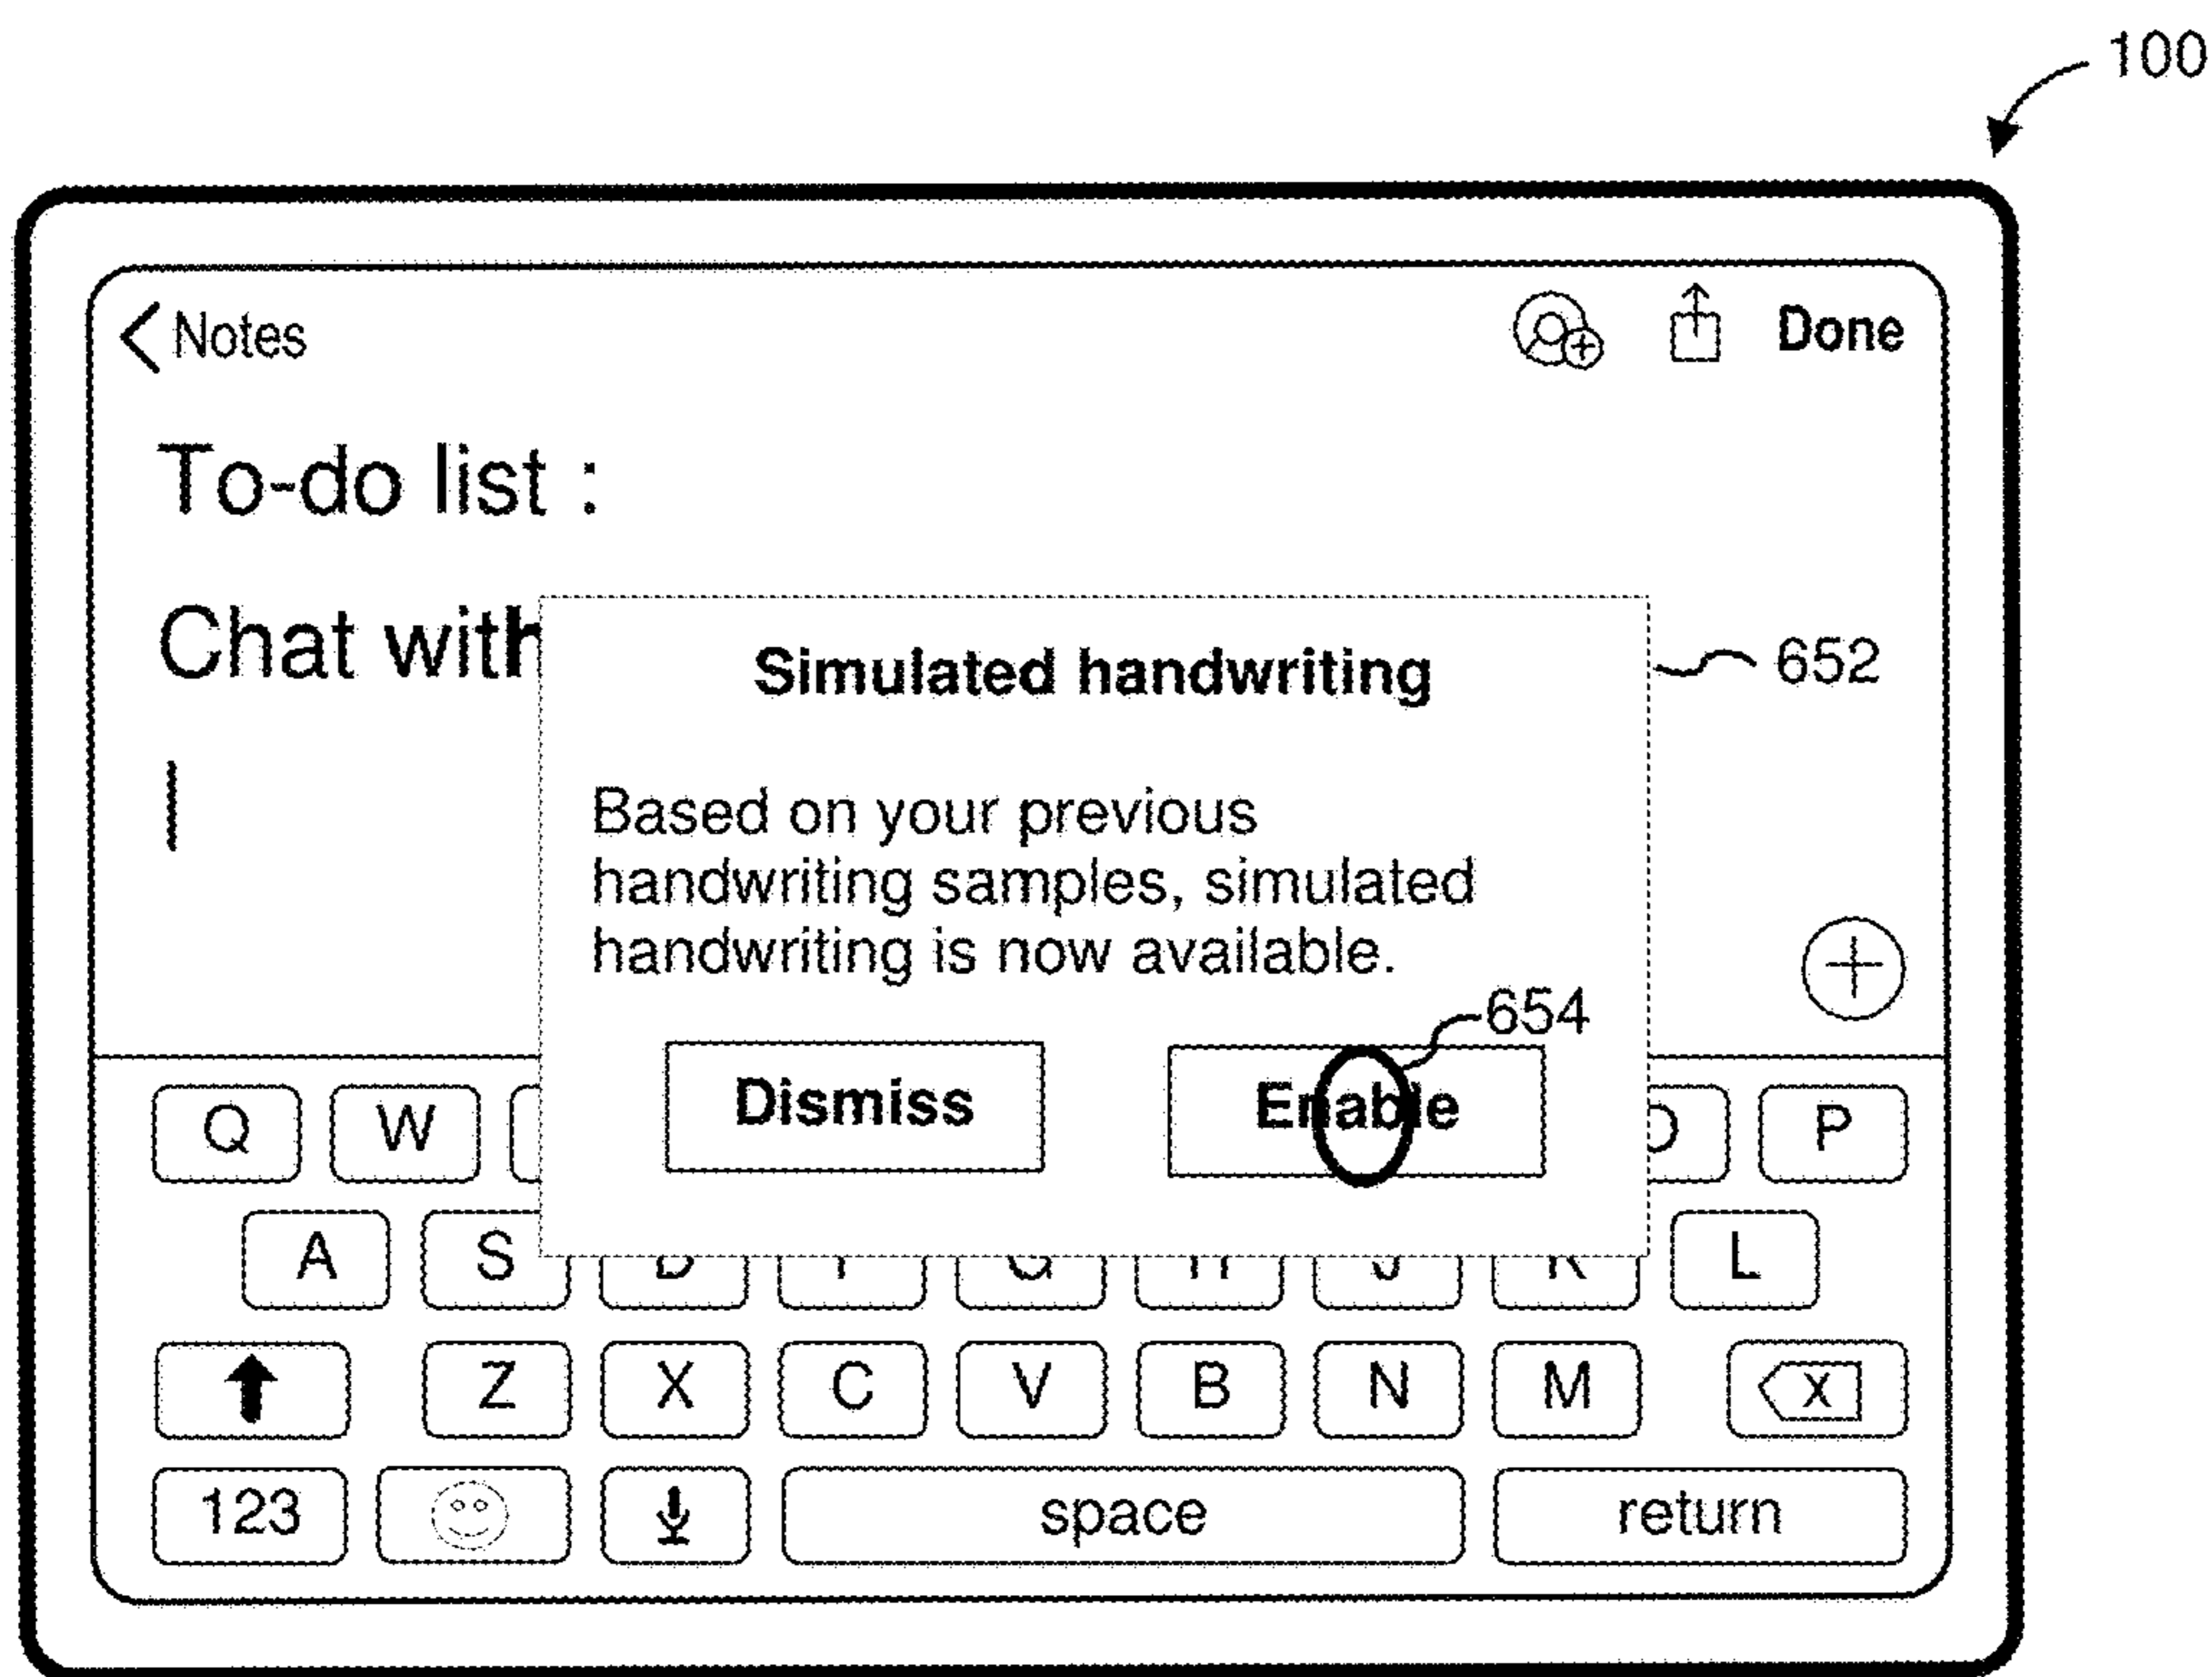 100
Notes
Done
To-do list :
Chat with
Simulated handwriting
652
Based on your previous
handwriting samples, simulated
handwriting is now available.
654
Dismiss
Enable
Q W P
A S L
Z X C V B N M X
123 space return